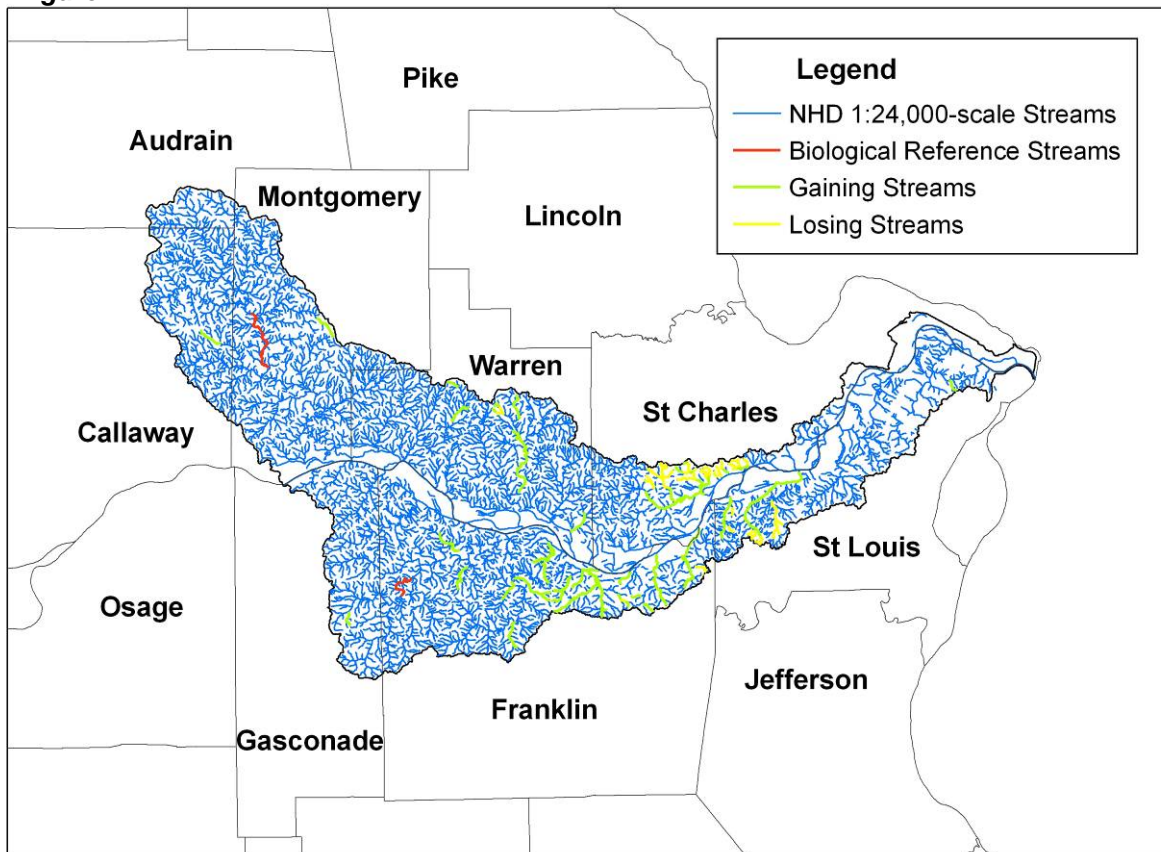 Pike
Legend
NHD 1:24,000-scale Streams
Biological Reference Streams
Gaining Streams
Losing Streams
Audrain
Montgomery
Lincoln
Warren
St Charles
Callaway
St Louis
Osage
Jefferson
Franklin
Gasconade